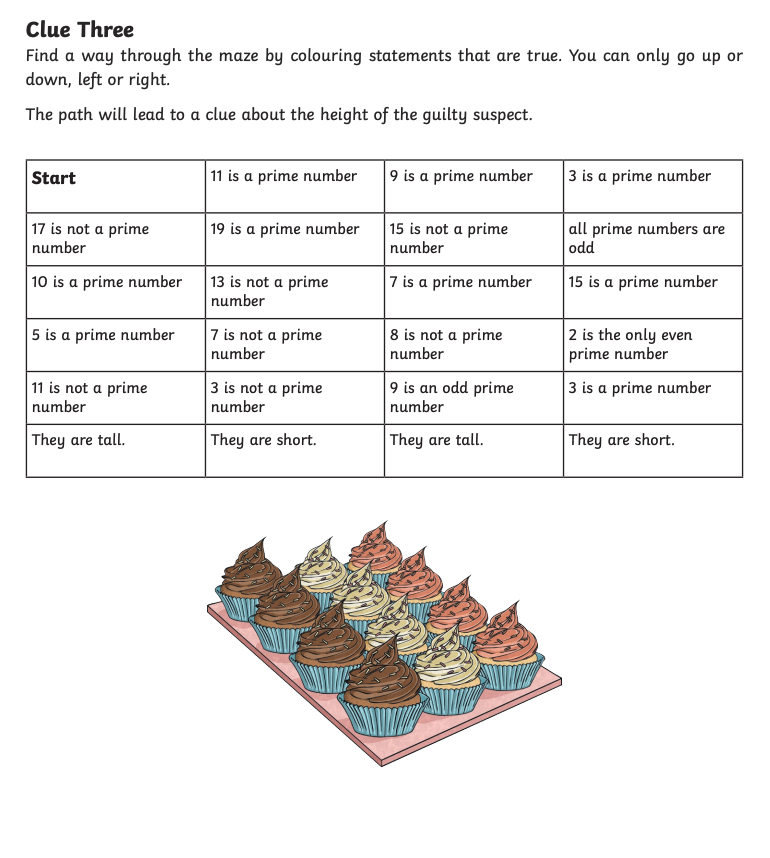 Clue Three
Find a way through the maze by colouring statements that are true. You can only go up or
down, left or right.
The path will lead to a clue about the height of the guilty suspect.
Start
11 is a prime number
9 is a prime number
3 is a prime number
17 is not a prime
number
19 is a prime number
15 is not a prime
number
all prime numbers are
odd
10 is a prime number
13 is not a prime
number
7 is a prime number
15 is a prime number
5 is a prime number
7 is not a prime
number
8 is not a prime
number
2 is the only even
prime number
11 is not a prime
number
3 is not a prime
number
9 is an odd prime
number
3 is a prime number
They are tall.
They are short.
They are tall.
They are short.